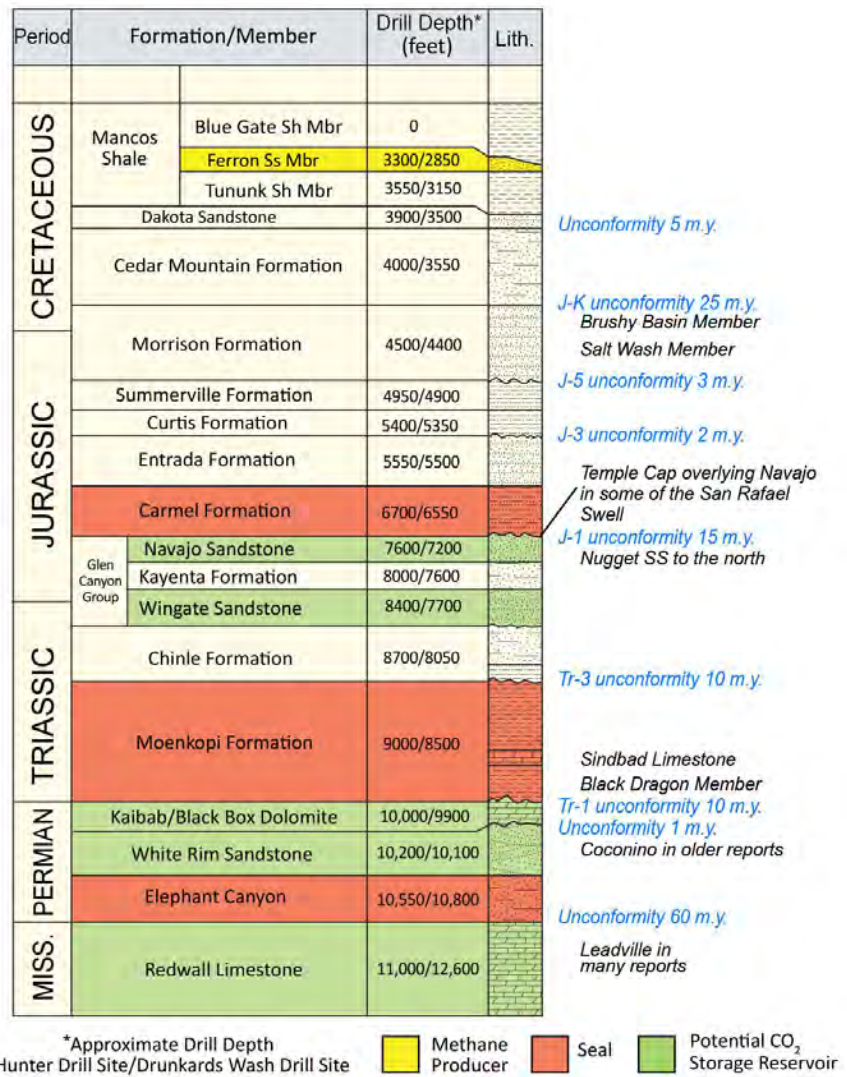 Period Formation/Member Drill Depth* (feet) Lith.
CRETACEOUS
Mancos Shale
Blue Gate Sh Mbr 0
Ferron Ss Mbr 3300/2850
Tununk Sh Mbr 3550/3150
Dakota Sandstone 3900/3500
Unconformity 5 m.y.
Cedar Mountain Formation 4000/3550
J-K unconformity 25 m.y.
Brushy Basin Member
JURASSIC
Morrison Formation 4500/4400
Salt Wash Member
J-5 unconformity 3 m.y.
Summerville Formation 4950/4900
Curtis Formation 5400/5350
J-3 unconformity 2 m.y.
Entrada Formation 5550/5500
Temple Cap overlying Navajo
in some of the San Rafael
Swell
Carmel Formation 6700/6550
J-1 unconformity 15 m.y.
Glen
Canyon
Group
Navajo Sandstone 7600/7200
Nugget SS to the north
Kayenta Formation 8000/7600
Wingate Sandstone 8400/7700
TRIASSIC
Chinle Formation 8700/8050
Tr-3 unconformity 10 m.y.
Moenkopi Formation 9000/8500
Sindbad Limestone
Black Dragon Member
Tr-1 unconformity 10 m.y.
PERMIAN
Kaibab/Black Box Dolomite 10,000/9900
Unconformity 1 m.y.
White Rim Sandstone 10,200/10,100
Coconino in older reports
Elephant Canyon 10,550/10,800
Unconformity 60 m.y.
MISS.
Redwall Limestone 11,000/12,600
Leadville in
many reports
*Approximate Drill Depth
Hunter Drill Site/Drunkards Wash Drill Site
Methane
Producer
Seal
Potential CO2
Storage Reservoir